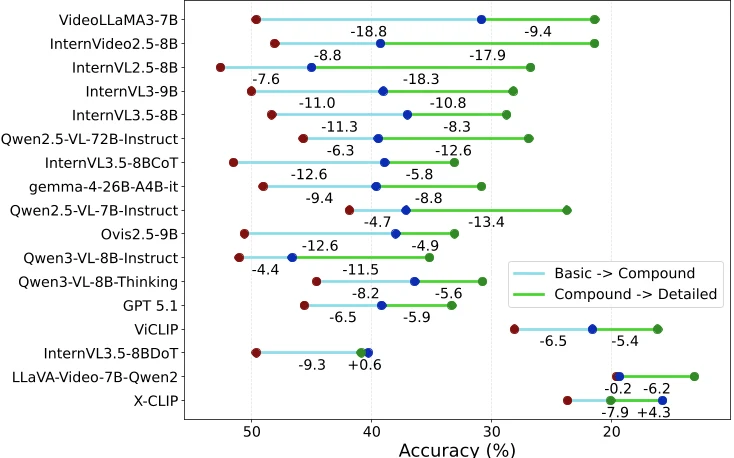 VideoLLaMA3-7B
-18.8 -9.4
InternVideo2.5-8B
-8.8 -17.9
InternVL2.5-8B
-7.6 -18.3
InternVL3-9B
-11.0 -10.8
InternVL3.5-8B
-11.3 -8.3
Qwen2.5-VL-72B-Instruct
-6.3 -12.6
InternVL3.5-8BCoT
-12.6 -5.8
gemma-4-26B-A4B-it
-9.4 -8.8
Qwen2.5-VL-7B-Instruct
-4.7 -13.4
Ovis2.5-9B
-12.6 -4.9
Qwen3-VL-8B-Instruct
-4.4 -11.5
Qwen3-VL-8B-Thinking
-8.2 -5.6
GPT 5.1
-6.5 -5.9
ViCLIP
-6.5 -5.4
InternVL3.5-8BDoT
-9.3 +0.6
LLaVA-Video-7B-Qwen2
-0.2 -6.2
X-CLIP
-7.9 +4.3
Basic -> Compound
Compound -> Detailed
50 40 30 20
Accuracy (%)